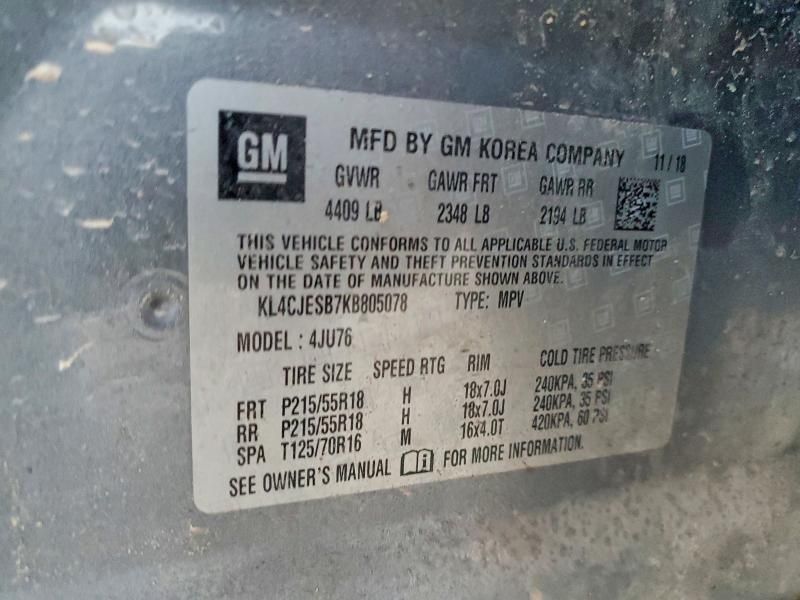 GM
MFD BY GM KOREA COMPANY 11/18
GVWR GAWR FRT GAWR RR
4409 LB 2348 LB 2194 LB
THIS VEHICLE CONFORMS TO ALL APPLICABLE U.S. FEDERAL MOTOR
VEHICLE SAFETY AND THEFT PREVENTION STANDARDS IN EFFECT
ON THE DATE OF MANUFACTURE SHOWN ABOVE.
KL4CJESB7KB805078 TYPE: MPV
MODEL: 4JU76
TIRE SIZE SPEED RTG RIM COLD TIRE PRESSURE
FRT P215/55R18 H 18x7.0J 240KPA, 35 PSI
RR P215/55R18 H 18x7.0J 240KPA, 35 PSI
SPA T125/70R16 M 16x4.0T 420KPA, 60 PSI
SEE OWNER'S MANUAL i FOR MORE INFORMATION.